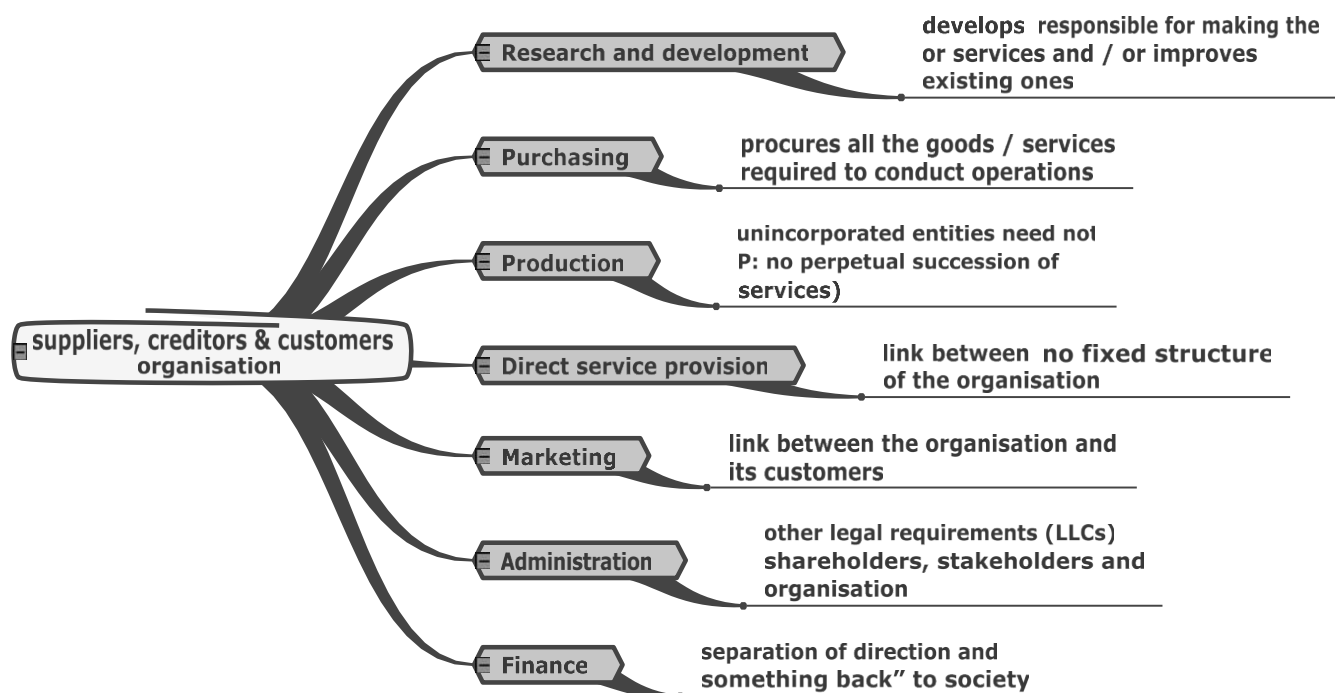 Research and development
develops responsible for making the
or services and / or improves
existing ones
Purchasing
procures all the goods / services
required to conduct operations
Production
unincorporated entities need not
P: no perpetual succession of
services)
suppliers, creditors & customers
organisation
Direct service provision
link between no fixed structure
of the organisation
Marketing
link between the organisation and
its customers
Administration
other legal requirements (LLCs)
shareholders, stakeholders and
organisation
Finance
separation of direction and
something back” to society